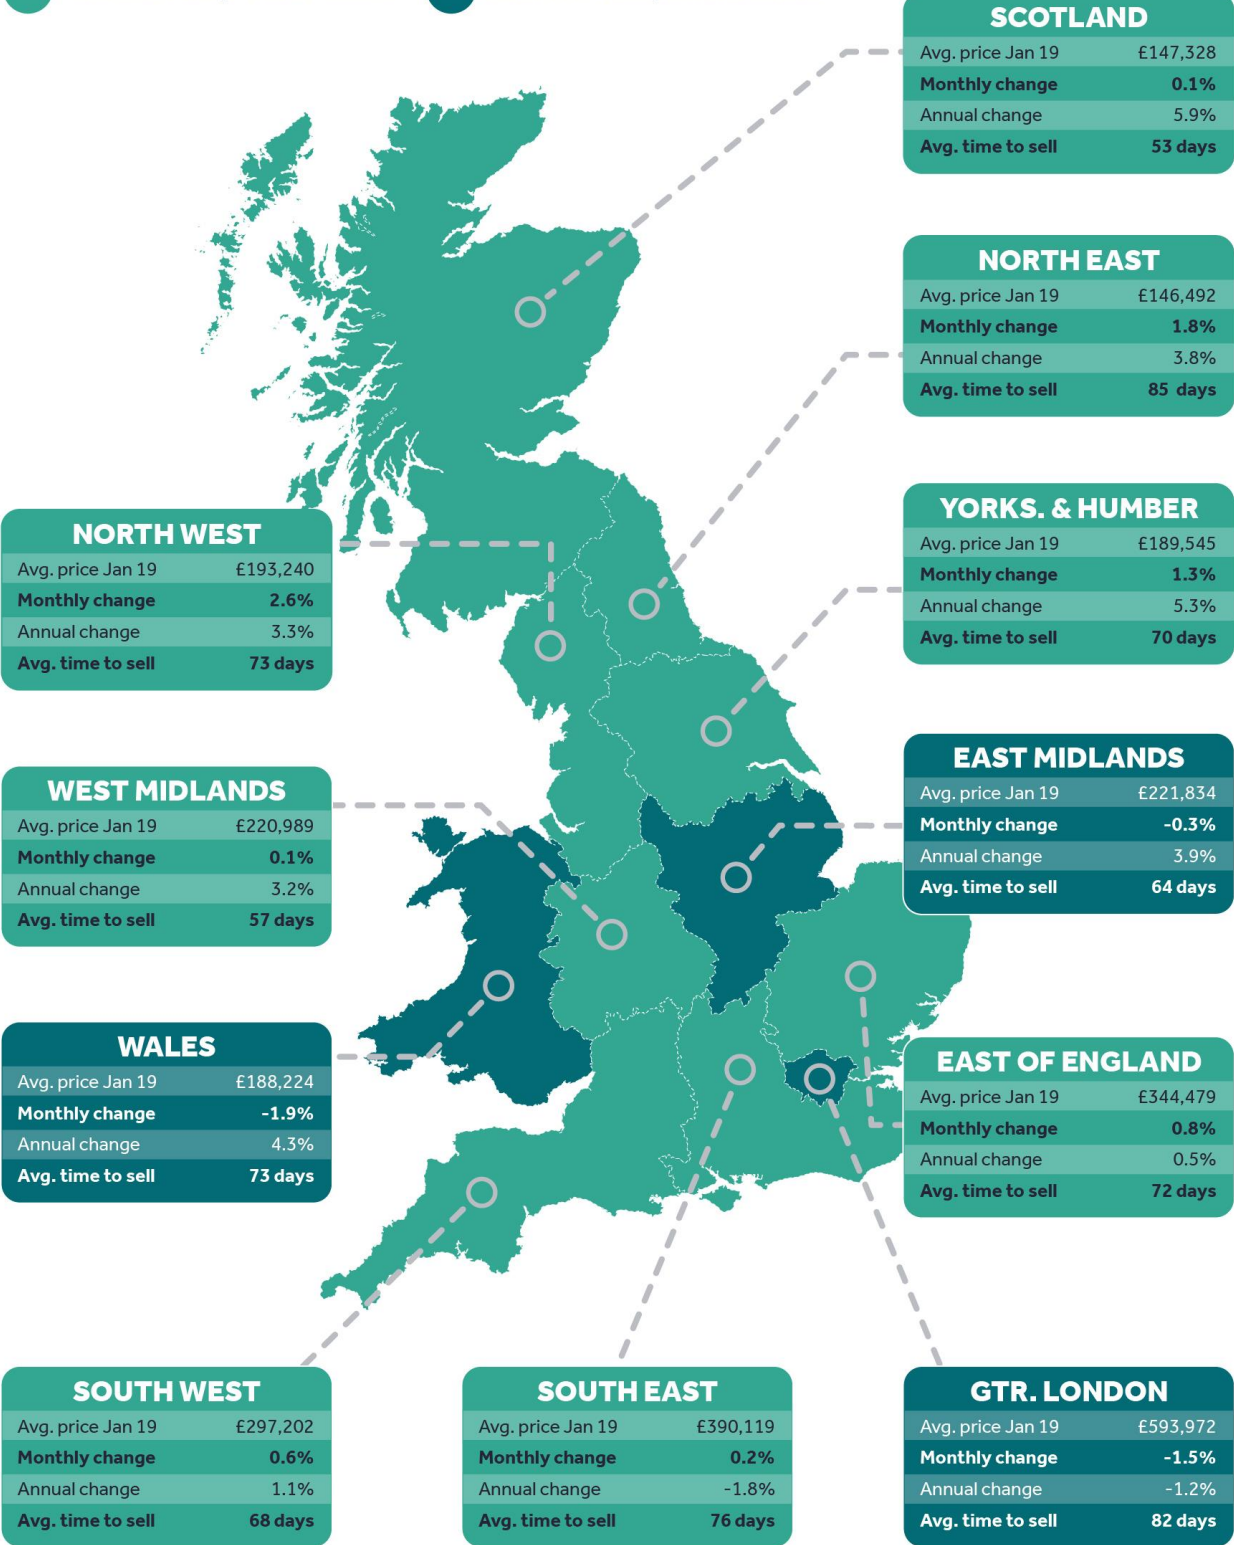 SCOTLAND
Avg. price Jan 19 £147,328
Monthly change 0.1%
Annual change 5.9%
Avg. time to sell 53 days
NORTH EAST
Avg. price Jan 19 £146,492
Monthly change 1.8%
Annual change 3.8%
Avg. time to sell 85 days
YORKS. & HUMBER
Avg. price Jan 19 £189,545
Monthly change 1.3%
Annual change 5.3%
Avg. time to sell 70 days
NORTH WEST
Avg. price Jan 19 £193,240
Monthly change 2.6%
Annual change 3.3%
Avg. time to sell 73 days
EAST MIDLANDS
Avg. price Jan 19 £221,834
Monthly change -0.3%
Annual change 3.9%
Avg. time to sell 64 days
WEST MIDLANDS
Avg. price Jan 19 £220,989
Monthly change 0.1%
Annual change 3.2%
Avg. time to sell 57 days
WALES
Avg. price Jan 19 £188,224
Monthly change -1.9%
Annual change 4.3%
Avg. time to sell 73 days
EAST OF ENGLAND
Avg. price Jan 19 £344,479
Monthly change 0.8%
Annual change 0.5%
Avg. time to sell 72 days
SOUTH WEST
Avg. price Jan 19 £297,202
Monthly change 0.6%
Annual change 1.1%
Avg. time to sell 68 days
SOUTH EAST
Avg. price Jan 19 £390,119
Monthly change 0.2%
Annual change -1.8%
Avg. time to sell 76 days
GTR. LONDON
Avg. price Jan 19 £593,972
Monthly change -1.5%
Annual change -1.2%
Avg. time to sell 82 days